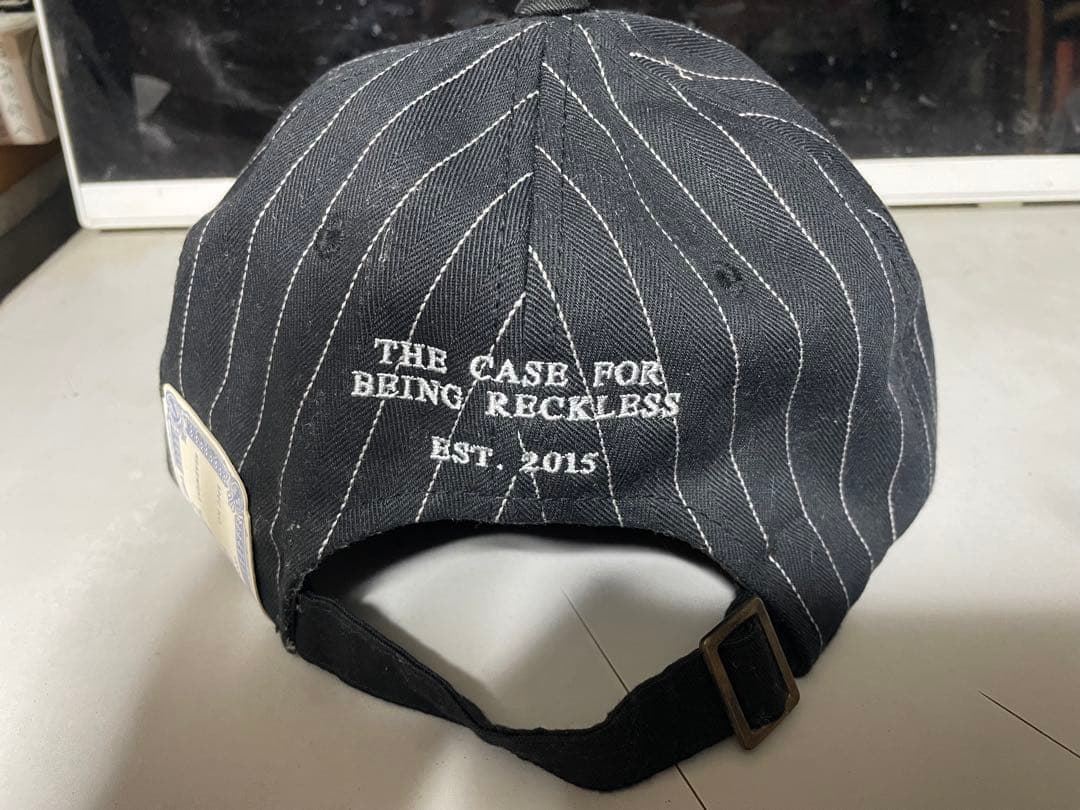 THE CASE FOR
BEING RECKLESS
EST. 2015